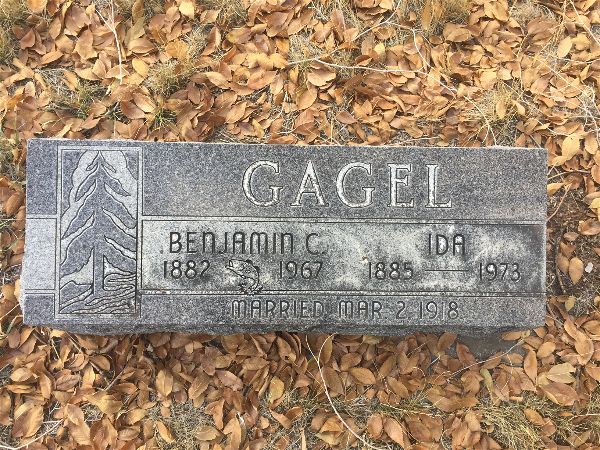 GAGEL
BENJAMIN C. IDA
1882 1967 1885 — 1973
MARRIED MAR 2, 1918